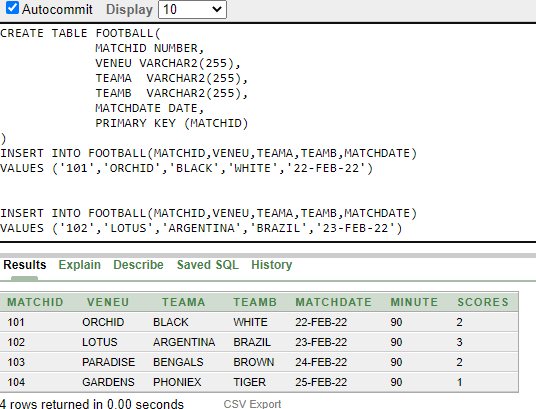 Autocommit Display 10
CREATE TABLE FOOTBALL(
MATCHID NUMBER,
VENEU VARCHAR2(255),
TEAMA VARCHAR2(255),
TEAMB VARCHAR2(255),
MATCHDATE DATE,
PRIMARY KEY (MATCHID)
)
INSERT INTO FOOTBALL(MATCHID,VENEU,TEAMA,TEAMB,MATCHDATE)
VALUES ('101','ORCHID','BLACK','WHITE','22-FEB-22')
INSERT INTO FOOTBALL(MATCHID,VENEU,TEAMA,TEAMB,MATCHDATE)
VALUES ('102','LOTUS','ARGENTINA','BRAZIL','23-FEB-22')
Results Explain Describe Saved SQL History
MATCHID VENEU TEAMA TEAMB MATCHDATE MINUTE SCORES
101 ORCHID BLACK WHITE 22-FEB-22 90 2
102 LOTUS ARGENTINA BRAZIL 23-FEB-22 90 3
103 PARADISE BENGALS BROWN 24-FEB-22 90 2
104 GARDENS PHONIEX TIGER 25-FEB-22 90 1
4 rows returned in 0.00 seconds CSV Export